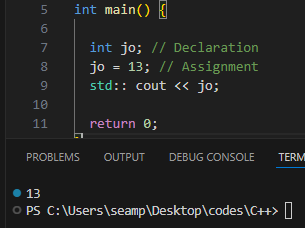 5 int main() {
6
7 int jo; // Declaration
8 jo = 13; // Assignment
9 std:: cout << jo;
10
11 return 0;
PROBLEMS OUTPUT DEBUG CONSOLE TERM
13
PS C:\Users\seamp\Desktop\codes\C++>